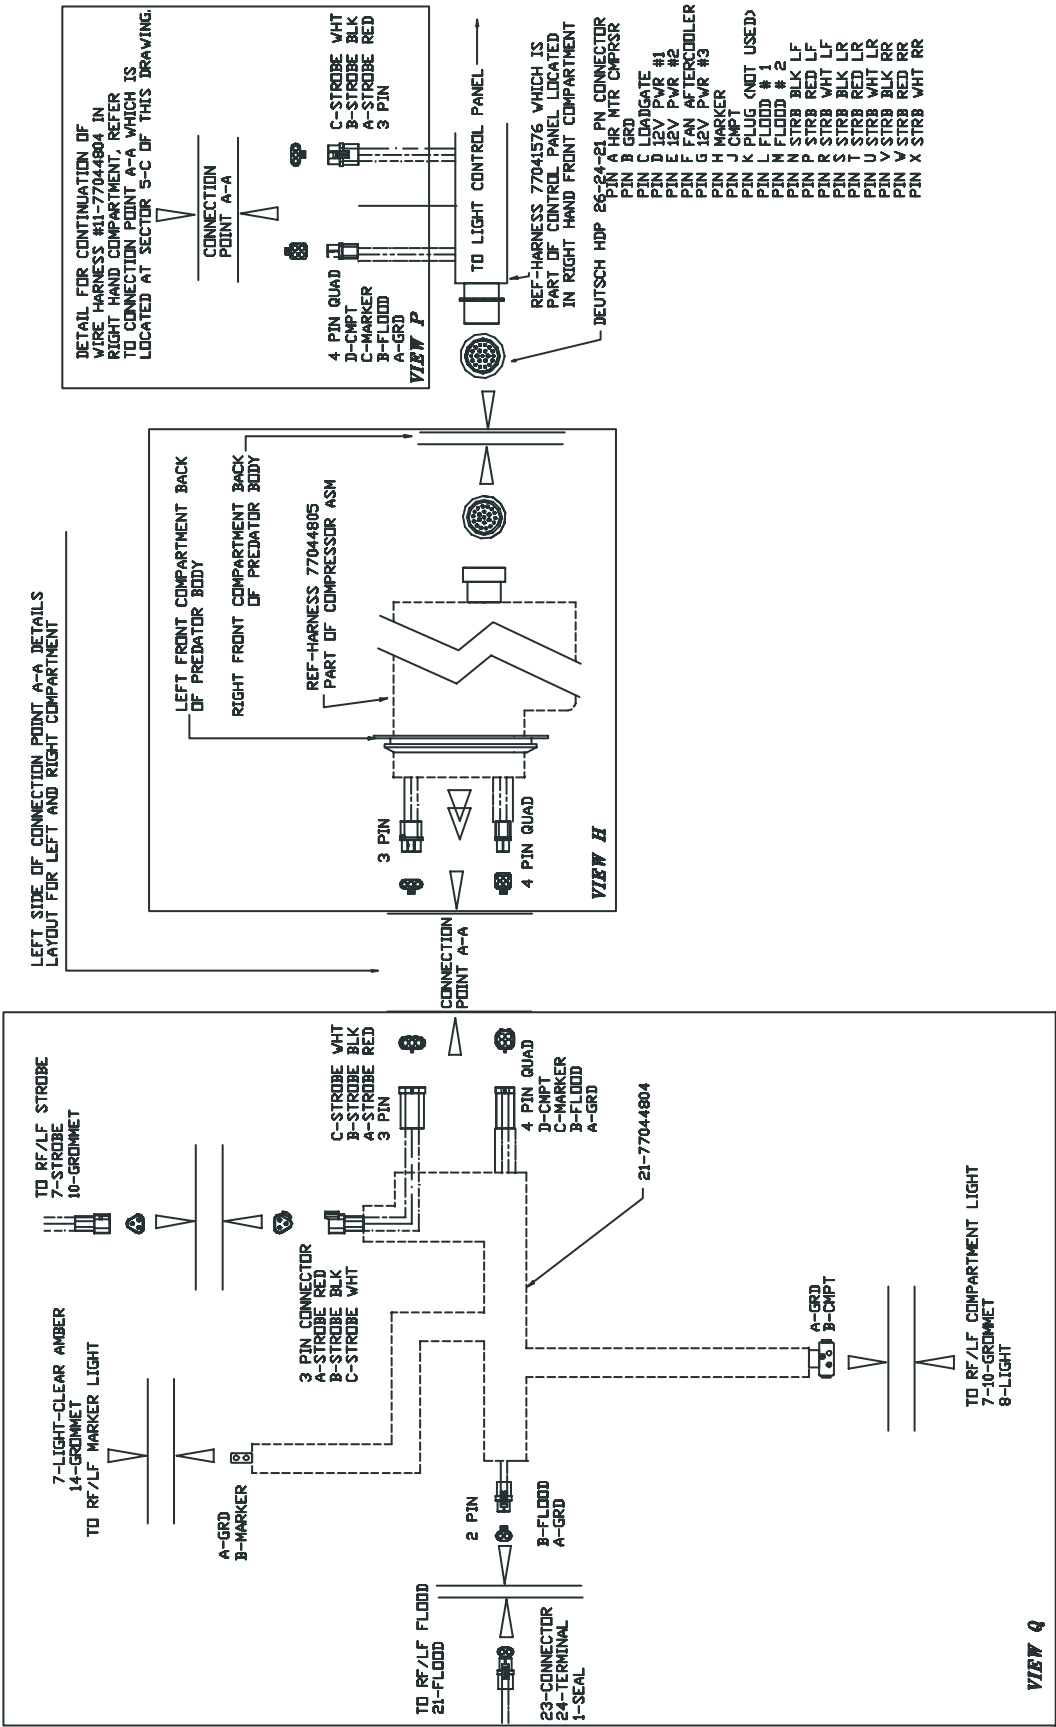 LEFT SIDE OF CONNECTION POINT A-A DETAILS
LAYOUT FOR LEFT AND RIGHT COMPARTMENT
TO RF/LF STROBE
7-STROBE
10-GROMMET
7-LIGHT-CLEAR AMBER
14-GROMMET
TO RF/LF MARKER LIGHT
A-GRD
B-MARKER
3 PIN CONNECTOR
A-STROBE RED
B-STROBE BLK
C-STROBE WHT
C-STROBE WHT
B-STROBE BLK
A-STROBE RED
3 PIN
CONNECTION
POINT A-A
4 PIN QUAD
D-CMPT
C-MARKER
B-FLOOD
A-GRD
21-77044804
TO RF/LF FLOOD
21-FLOOD
2 PIN
B-FLOOD
A-GRD
23-CONNECTOR
24-TERMINAL
1-SEAL
A-GRD
B-CMPT
TO RF/LF COMPARTMENT LIGHT
7-10-GROMMET
8-LIGHT
VIEW Q
LEFT FRONT COMPARTMENT BACK
OF PREDATOR BODY
RIGHT FRONT COMPARTMENT BACK
OF PREDATOR BODY
REF-HARNESS 77044805
PART OF COMPRESSOR ASM
3 PIN
4 PIN QUAD
VIEW H
DETAIL FOR CONTINUATION OF
WIRE HARNESS #11-77044804 IN
RIGHT HAND COMPARTMENT, REFER
TO CONNECTION POINT A-A WHICH IS
LOCATED AT SECTOR 5-C OF THIS DRAWING.
CONNECTION
POINT A-A
C-STROBE WHT
B-STROBE BLK
A-STROBE RED
3 PIN
4 PIN QUAD
D-CMPT
C-MARKER
B-FLOOD
A-GRD
VIEW P
TO LIGHT CONTROL PANEL
REF-HARNESS 77041576 WHICH IS
PART OF CONTROL PANEL LOCATED
IN RIGHT HAND FRONT COMPARTMENT
DEUTSCH HDP 26-24-21 PN CONNECTOR
PIN A HR MTR CMPRSR
PIN B GRD
PIN C LOADGATE
PIN D 12V PWR #1
PIN E 12V PWR #2
PIN F FAN AFTERCOOLER
PIN G 12V PWR #3
PIN H MARKER
PIN J CMPT
PIN K PLUG (NOT USED)
PIN L FLOOD # 1
PIN M FLOOD # 2
PIN N STRB BLK LF
PIN P STRB RED LF
PIN R STRB WHT LF
PIN S STRB BLK LR
PIN T STRB RED LR
PIN U STRB WHT LR
PIN V STRB BLK RR
PIN W STRB RED RR
PIN X STRB WHT RR